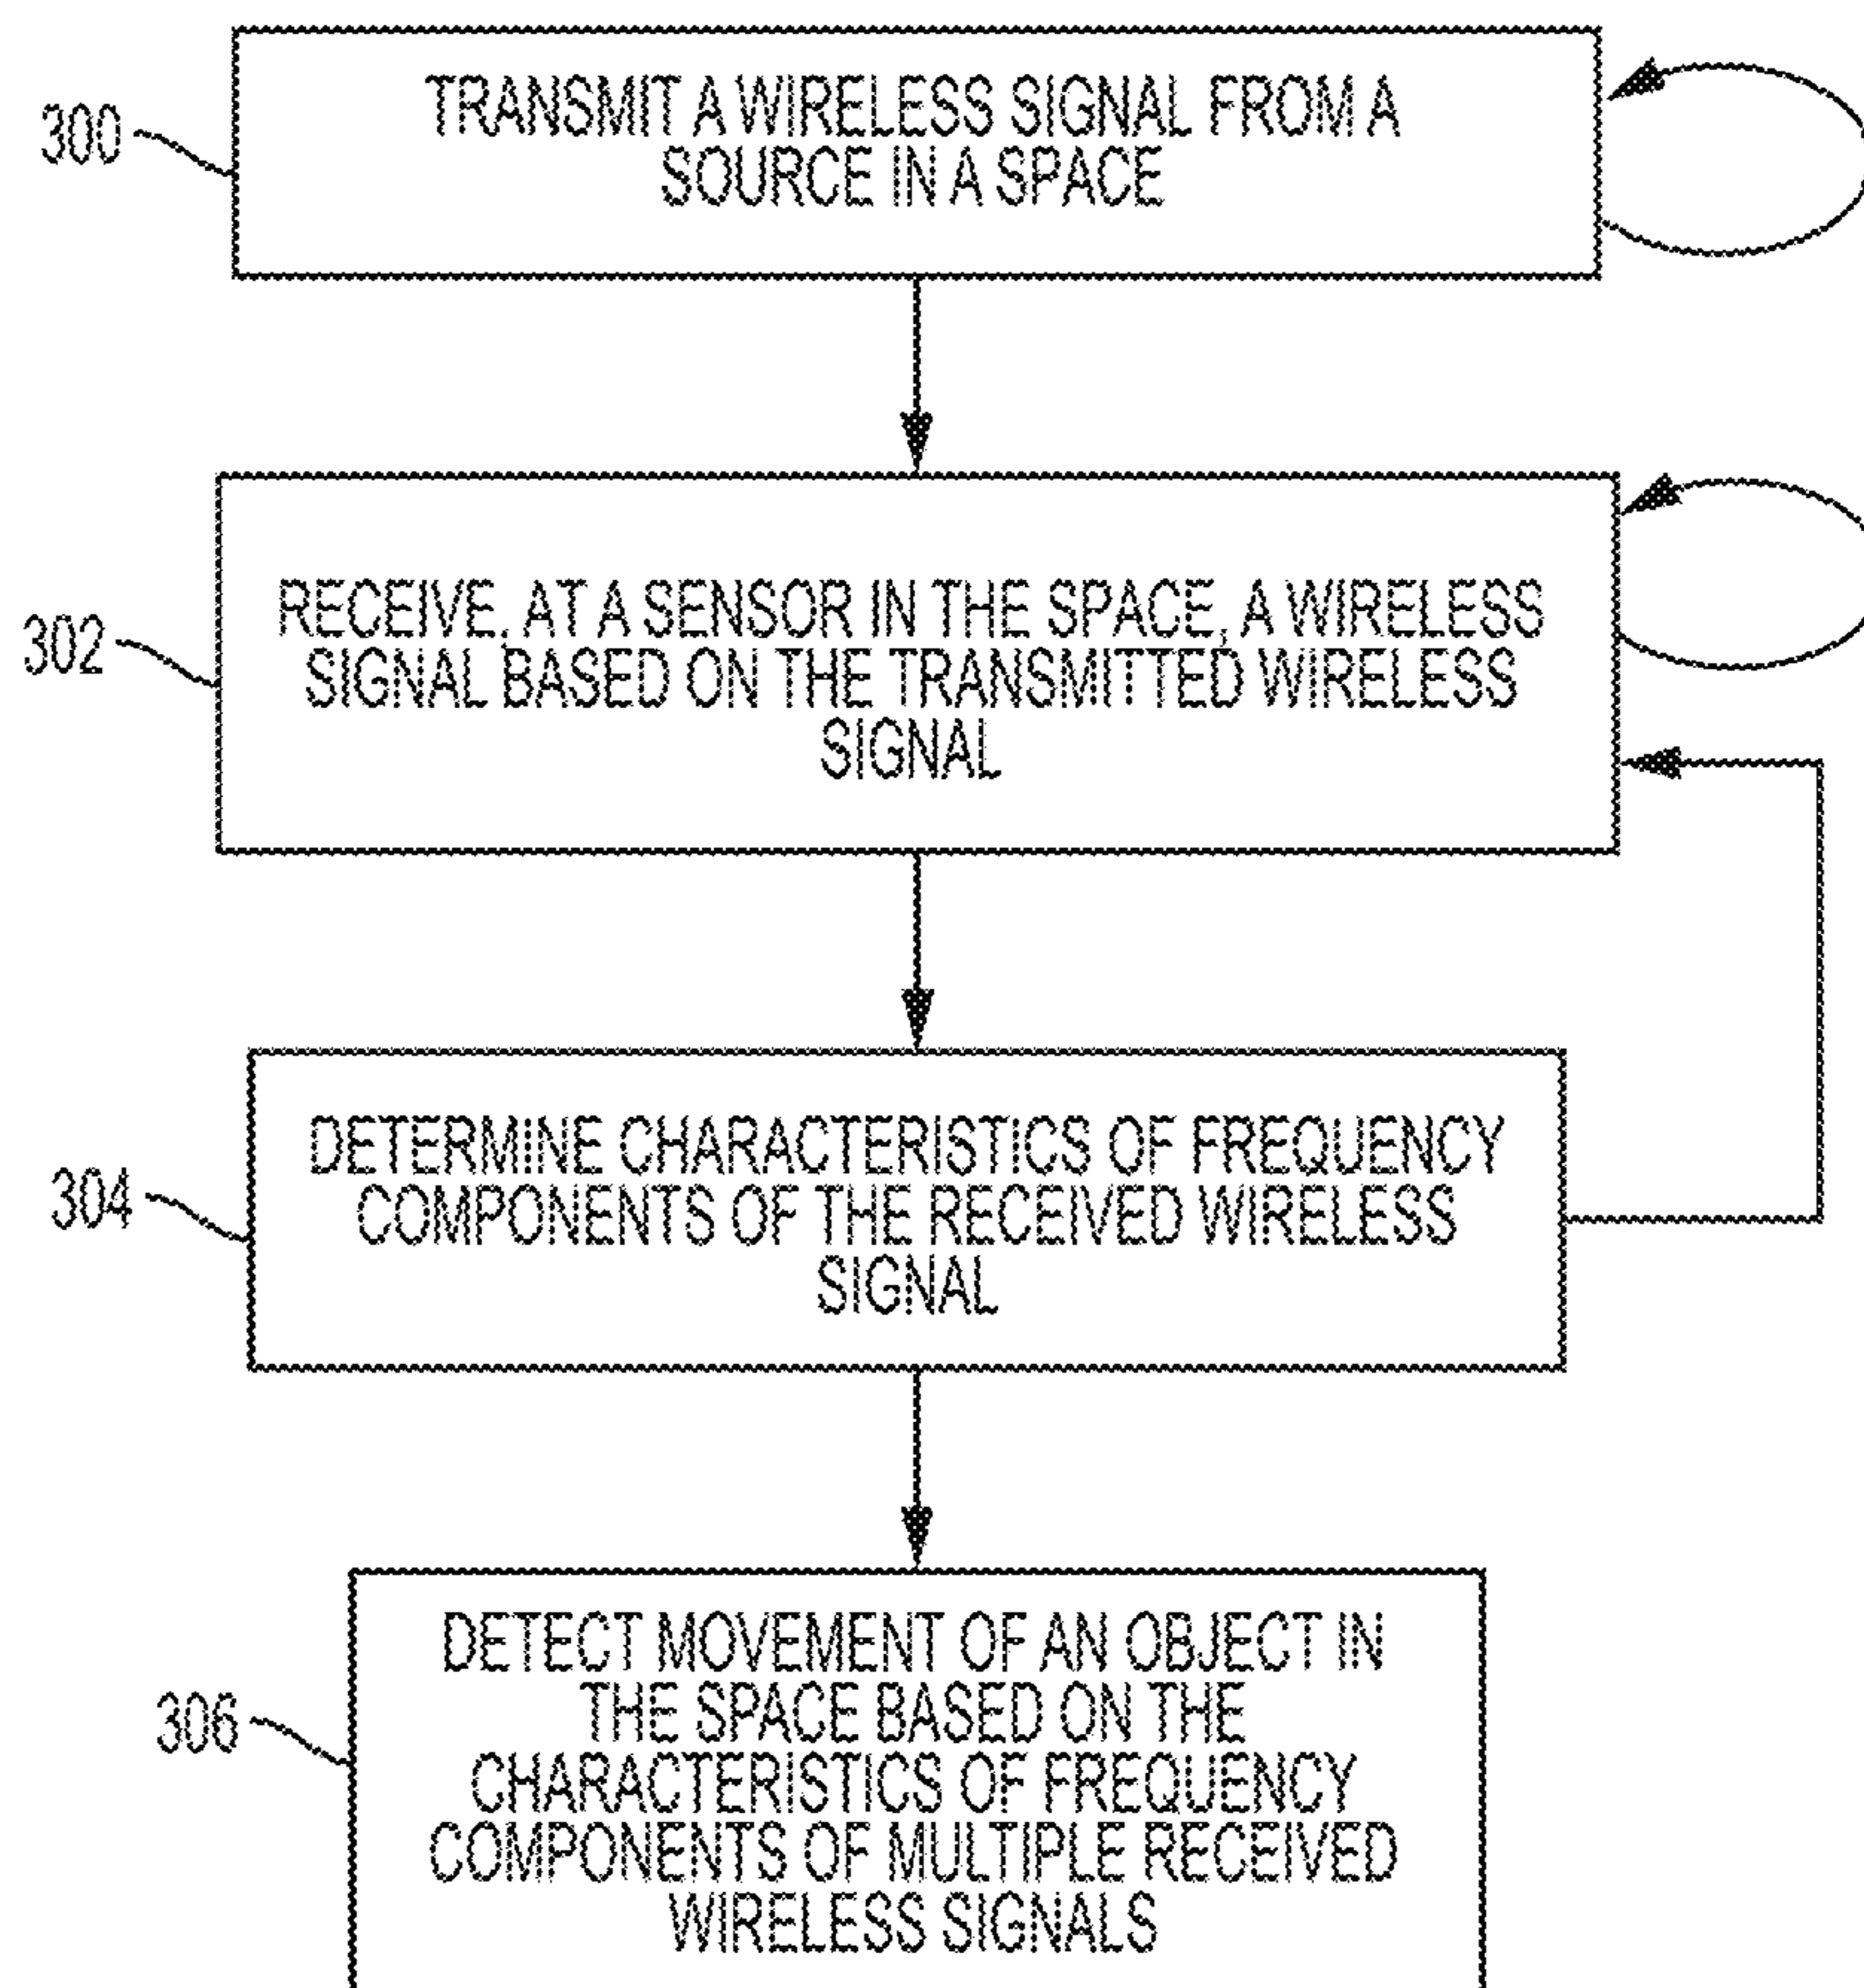 300
TRANSMIT A WIRELESS SIGNAL FROM A
SOURCE IN A SPACE
302
RECEIVE, AT A SENSOR IN THE SPACE, A WIRELESS
SIGNAL BASED ON THE TRANSMITTED WIRELESS
SIGNAL
304
DETERMINE CHARACTERISTICS OF FREQUENCY
COMPONENTS OF THE RECEIVED WIRELESS
SIGNAL
306
DETECT MOVEMENT OF AN OBJECT IN
THE SPACE BASED ON THE
CHARACTERISTICS OF FREQUENCY
COMPONENTS OF MULTIPLE RECEIVED
WIRELESS SIGNALS